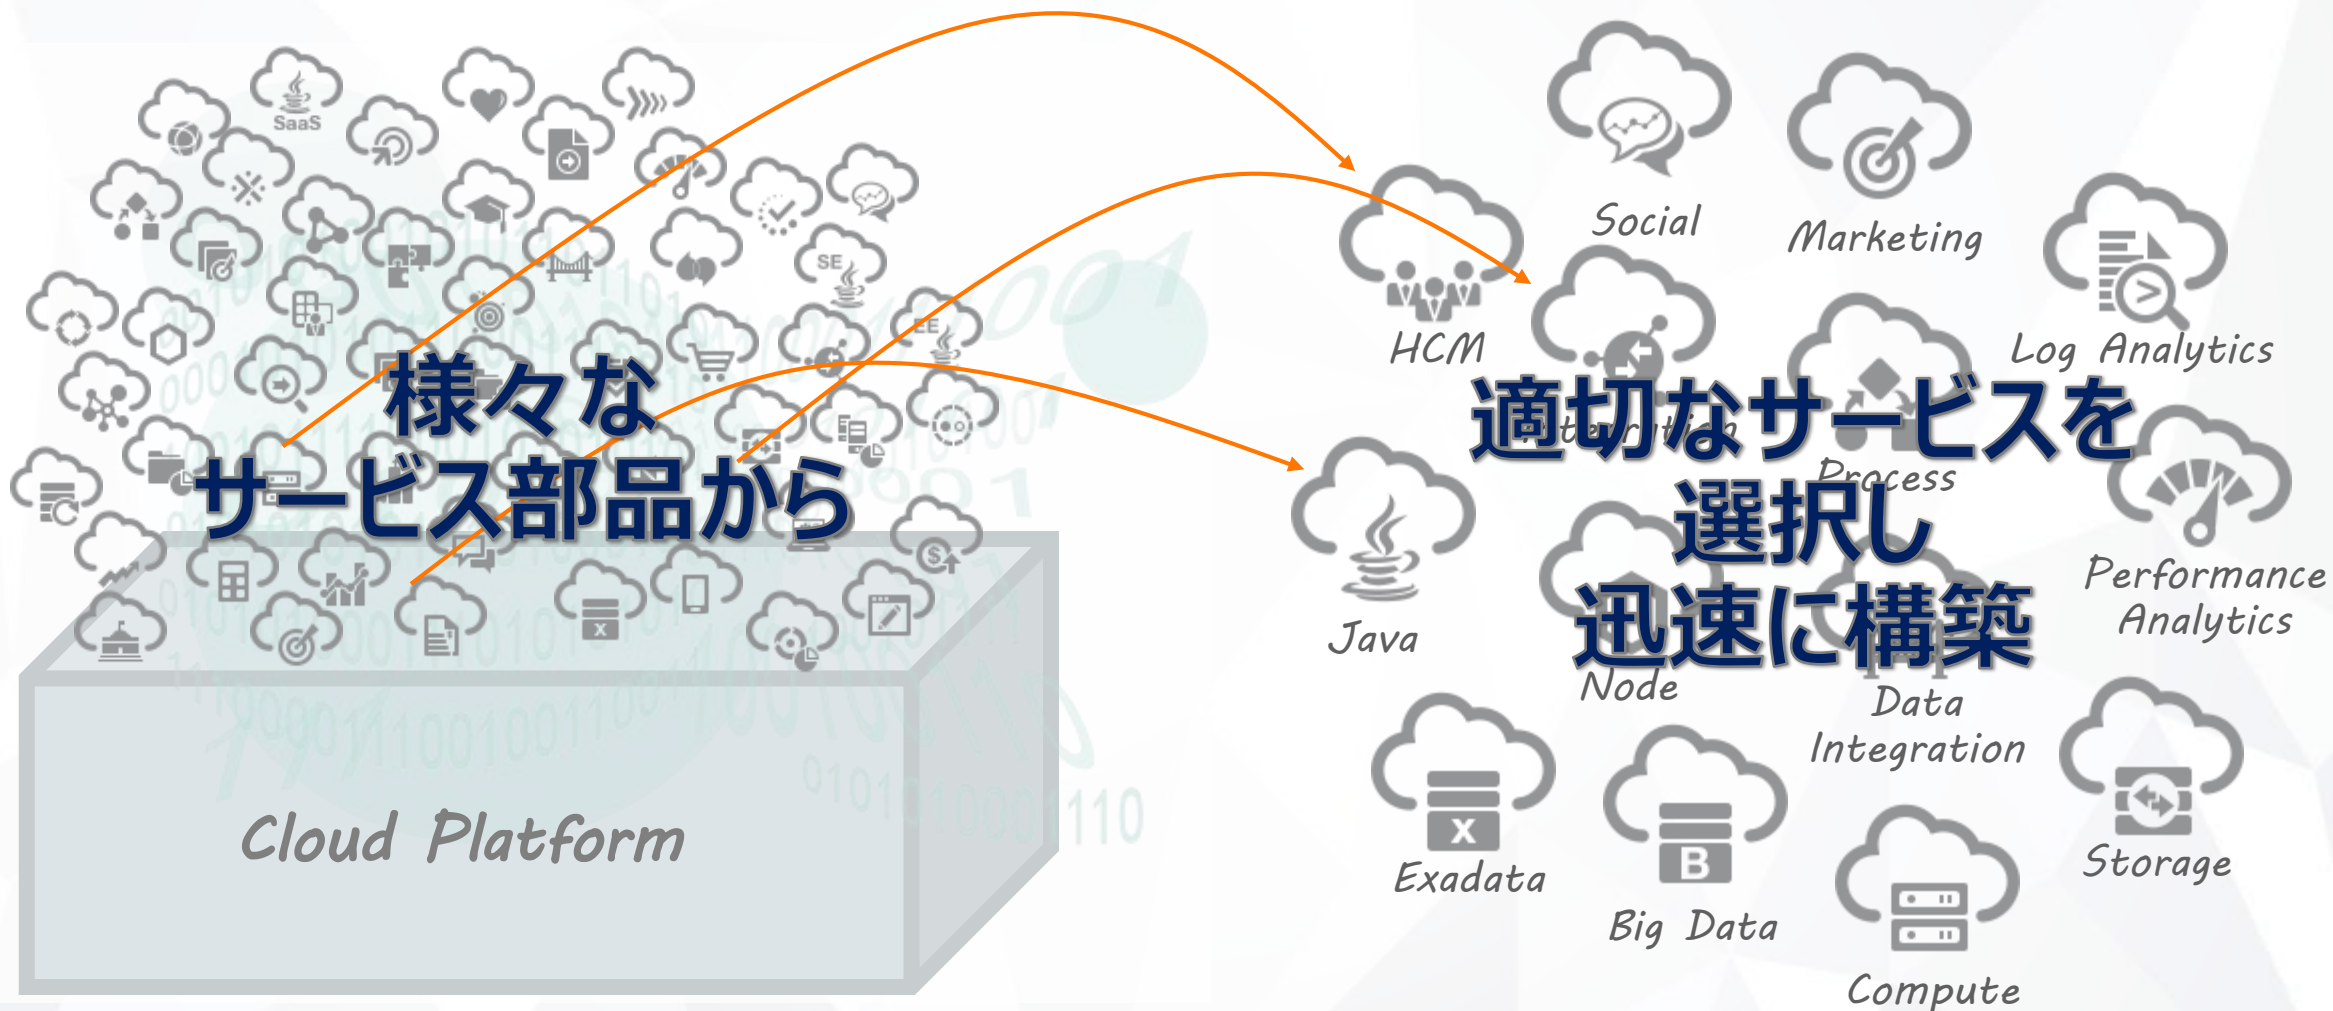 様々な
サービス部品から
SaaS
SE
EE
Cloud Platform
適切なサービスを
選択し
迅速に構築
Social
Marketing
HCM
Log Analytics
Integration
Process
Java
Performance
Analytics
Node
Data
Integration
X
Exadata
B
Big Data
Storage
Compute
X